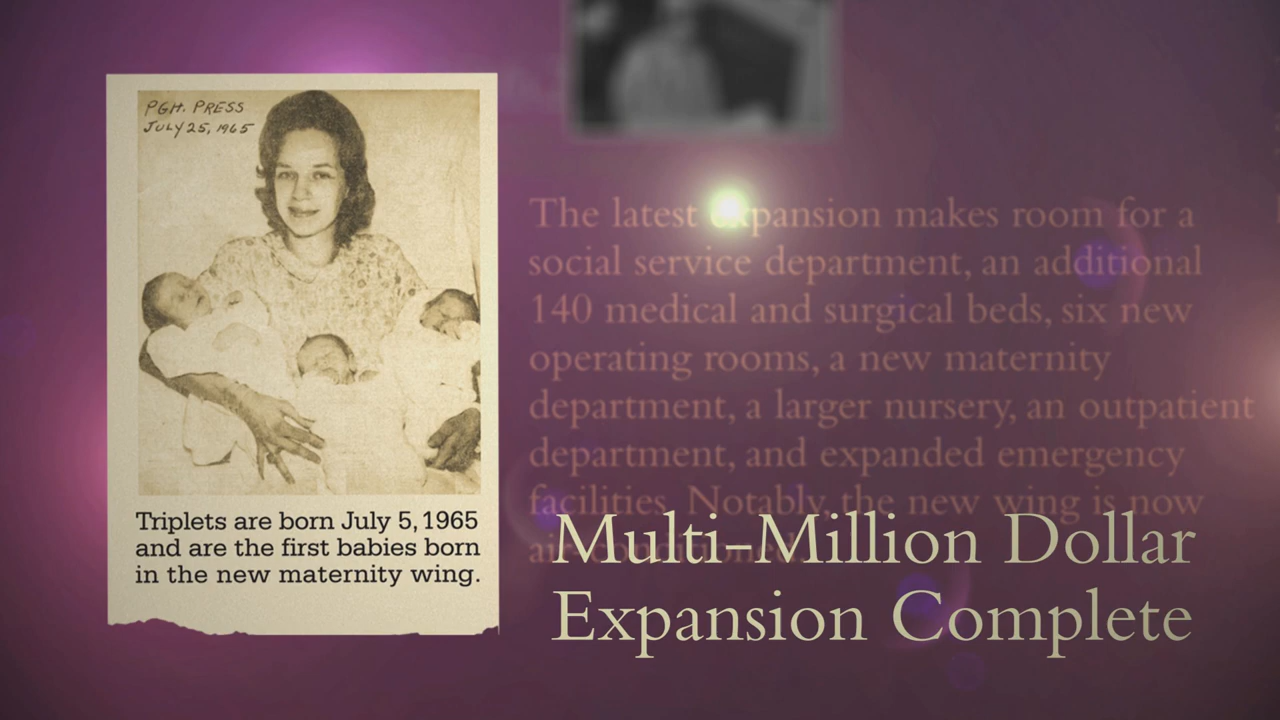 PGH. PRESS
JULY 25, 1965
Triplets are born July 5, 1965
and are the first babies born
in the new maternity wing.
The latest expansion makes room for a
social service department, an additional
140 medical and surgical beds, six new
operating rooms, a new maternity
department, a larger nursery, an outpatient
department, and expanded emergency
facilities. Notably, the new wing is now
air-conditioned.
Multi-Million Dollar
Expansion Complete